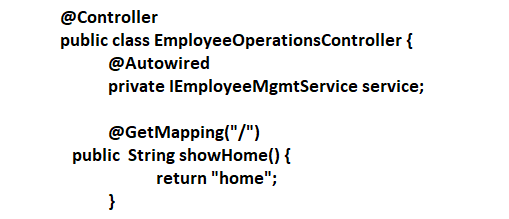 @Controller
public class EmployeeOperationsController {
@Autowired
private IEmployeeMgmtService service;
@GetMapping("/")
public String showHome() {
return "home";
}